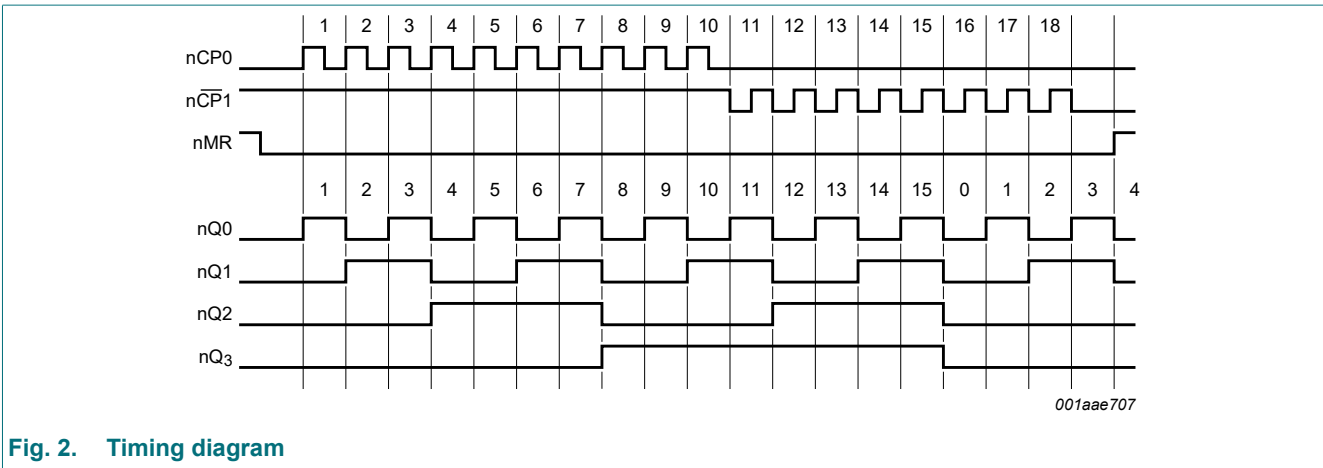 1 2 3 4 5 6 7 8 9 10 11 12 13 14 15 16 17 18
nCP0
nC̅P̅1
nMR
1 2 3 4 5 6 7 8 9 10 11 12 13 14 15 0 1 2 3 4
nQ0
nQ1
nQ2
nQ₃
001aae707
Fig. 2. Timing diagram